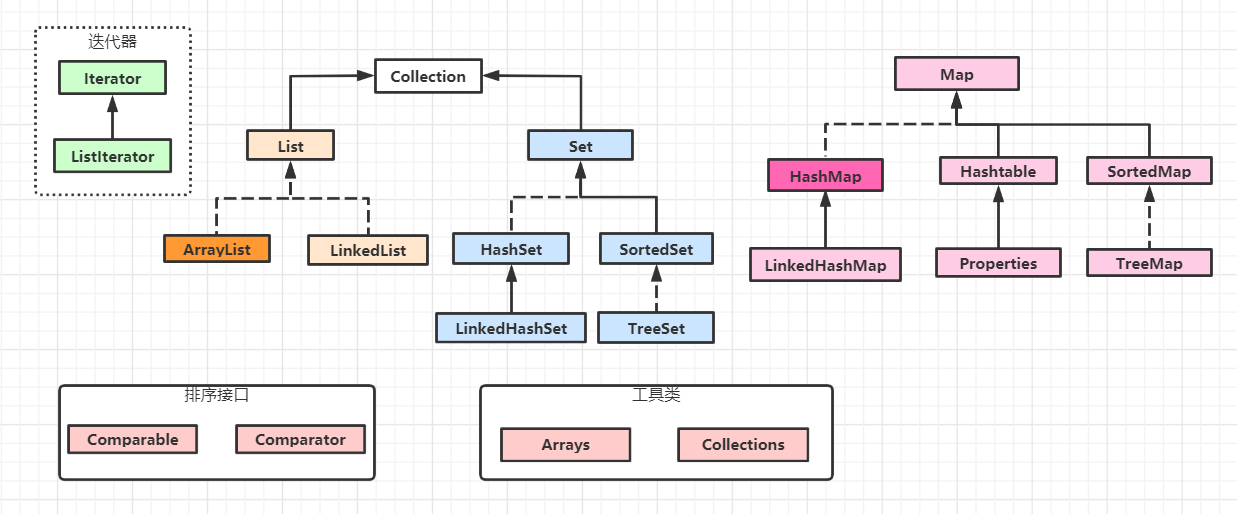 迭代器
Iterator
ListIterator
Collection
List
Set
ArrayList
LinkedList
HashSet
SortedSet
LinkedHashSet
TreeSet
Map
HashMap
Hashtable
SortedMap
LinkedHashMap
Properties
TreeMap
排序接口
Comparable
Comparator
工具类
Arrays
Collections